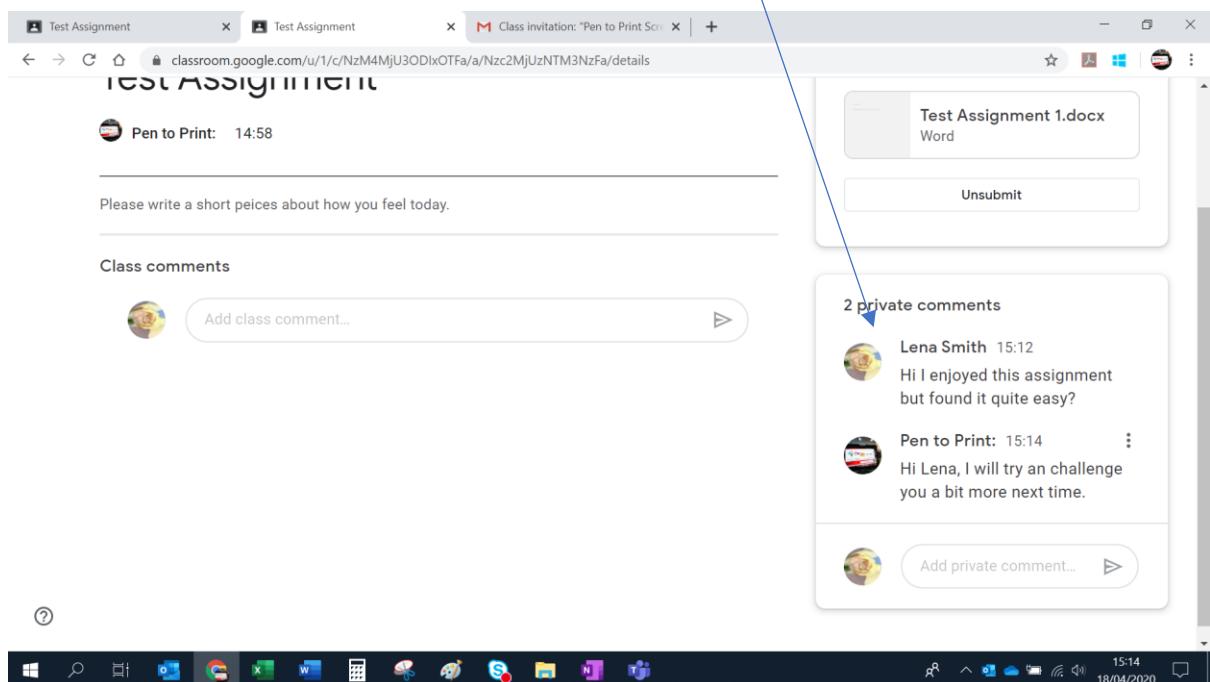 Test Assignment
Test Assignment
Class invitation: "Pen to Print Scr
classroom.google.com/u/1/c/NzM4MjU3ODIxOTFa/a/Nzc2MjUzNTM3NzFa/details
Test Assignment
Pen to Print: 14:58
Please write a short peices about how you feel today.
Class comments
Add class comment...
Test Assignment 1.docx
Word
Unsubmit
2 private comments
Lena Smith 15:12
Hi I enjoyed this assignment
but found it quite easy?
Pen to Print: 15:14
Hi Lena, I will try an challenge
you a bit more next time.
Add private comment...
15:14
18/04/2020